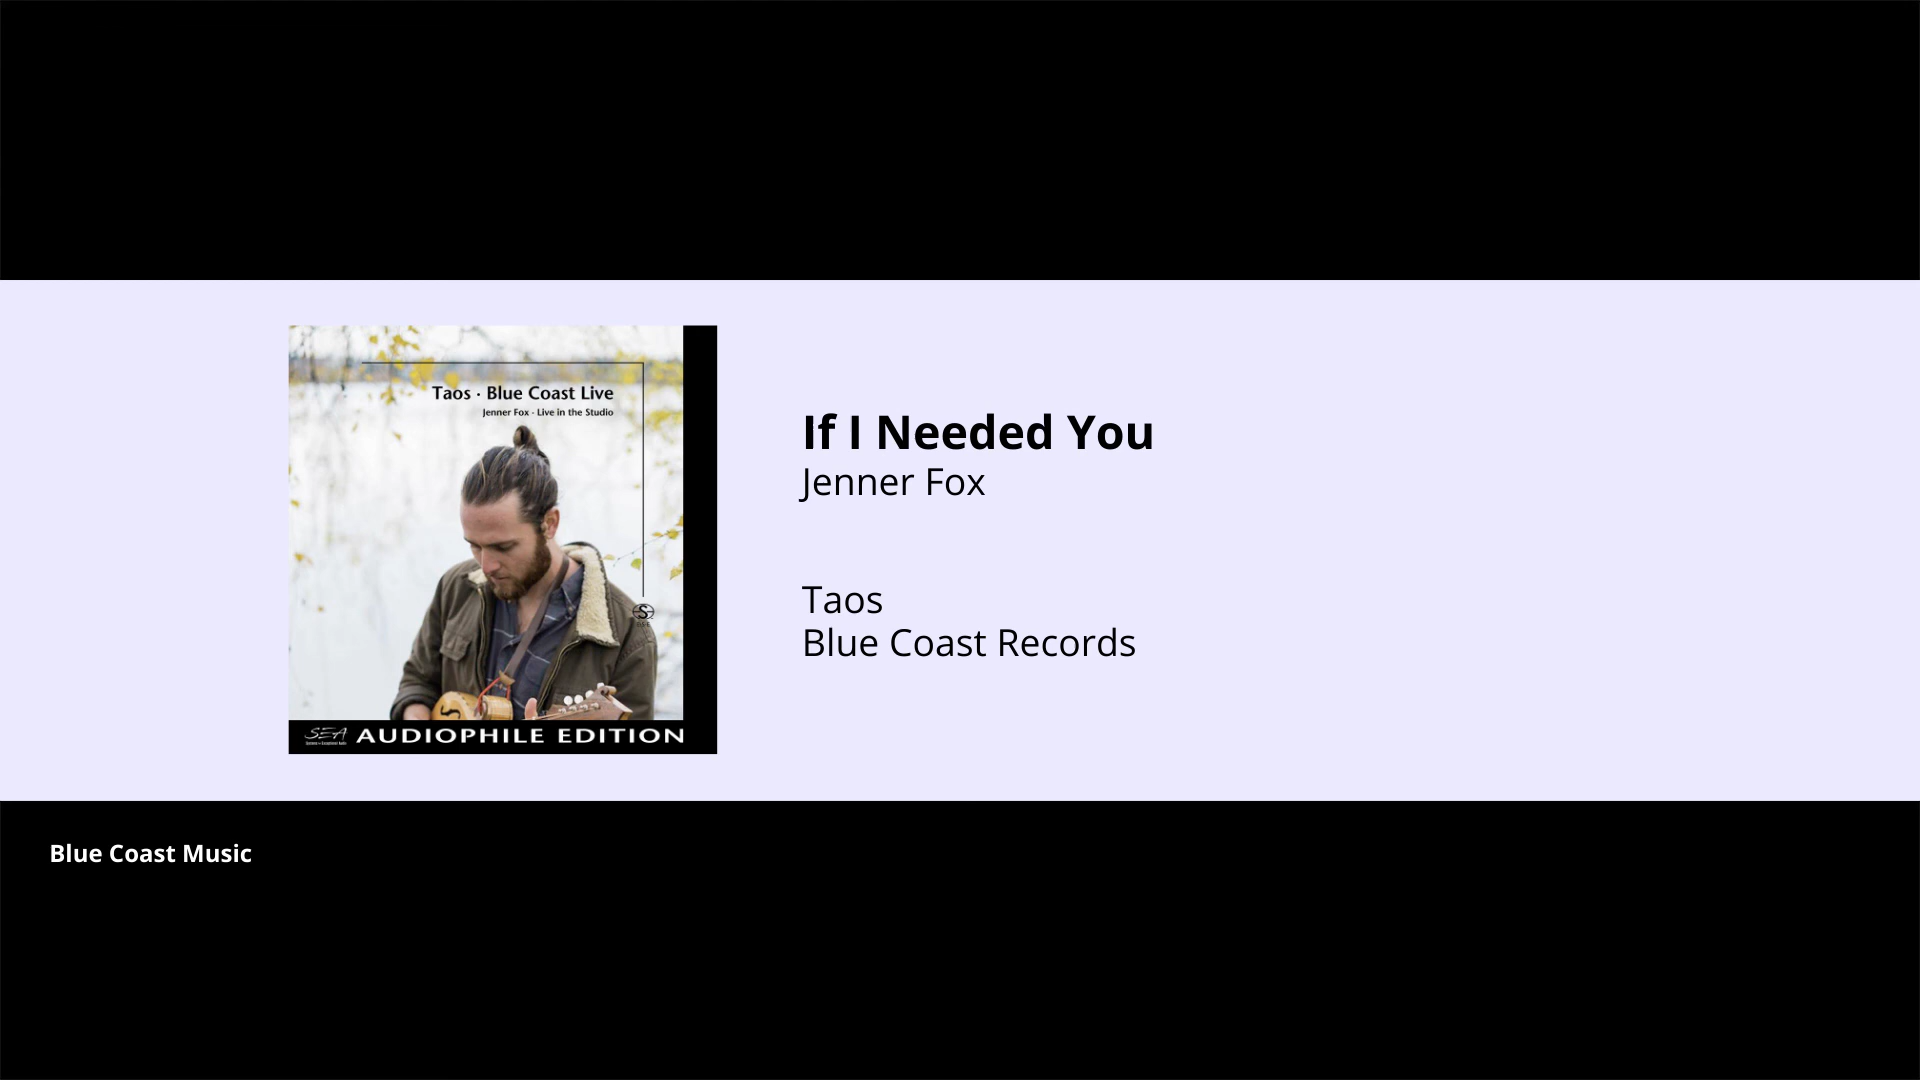 Taos · Blue Coast Live
Jenner Fox · Live in the Studio
SEA
AUDIOPHILE EDITION
If I Needed You
Jenner Fox
Taos
Blue Coast Records
Blue Coast Music